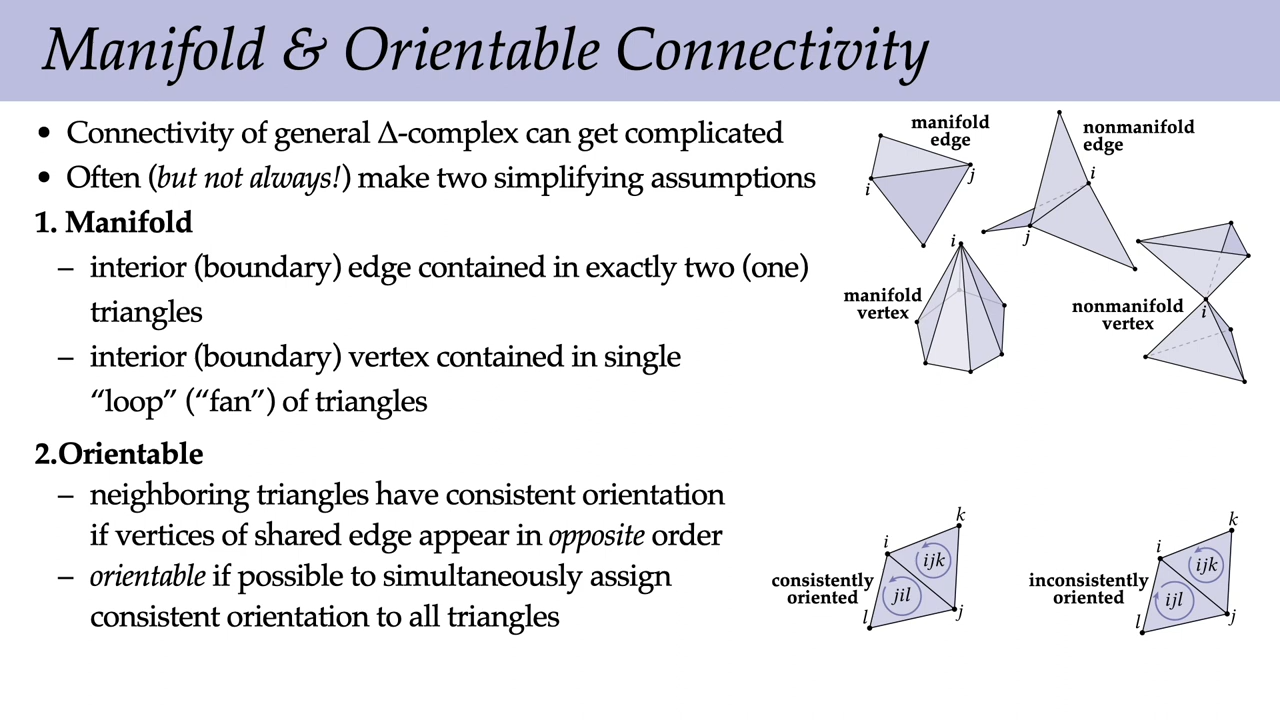 Manifold & Orientable Connectivity
• Connectivity of general Δ-complex can get complicated
• Often (but not always!) make two simplifying assumptions
1. Manifold
– interior (boundary) edge contained in exactly two (one)
triangles
– interior (boundary) vertex contained in single
“loop” (“fan”) of triangles
2.Orientable
– neighboring triangles have consistent orientation
if vertices of shared edge appear in opposite order
– orientable if possible to simultaneously assign
consistent orientation to all triangles
manifold
edge
i
j
nonmanifold
edge
i
j
manifold
vertex
i
nonmanifold
vertex
i
consistently
oriented
k
i
ijk
jil
l
j
inconsistently
oriented
k
i
ijk
ijl
l
j